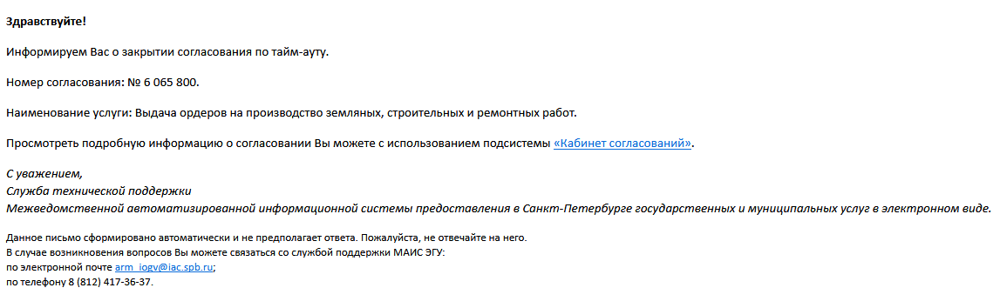 Здравствуйте!
Информируем Вас о закрытии согласования по тайм-ауту.
Номер согласования: № 6 065 800.
Наименование услуги: Выдача ордеров на производство земляных, строительных и ремонтных работ.
Просмотреть подробную информацию о согласовании Вы можете с использованием подсистемы «Кабинет согласований».
С уважением,
Служба технической поддержки
Межведомственной автоматизированной информационной системы предоставления в Санкт-Петербурге государственных и муниципальных услуг в электронном виде.
Данное письмо сформировано автоматически и не предполагает ответа. Пожалуйста, не отвечайте на него.
В случае возникновения вопросов Вы можете связаться со службой поддержки МАИС ЭГУ:
по электронной почте arm_iogv@iac.spb.ru;
по телефону 8 (812) 417-36-37.